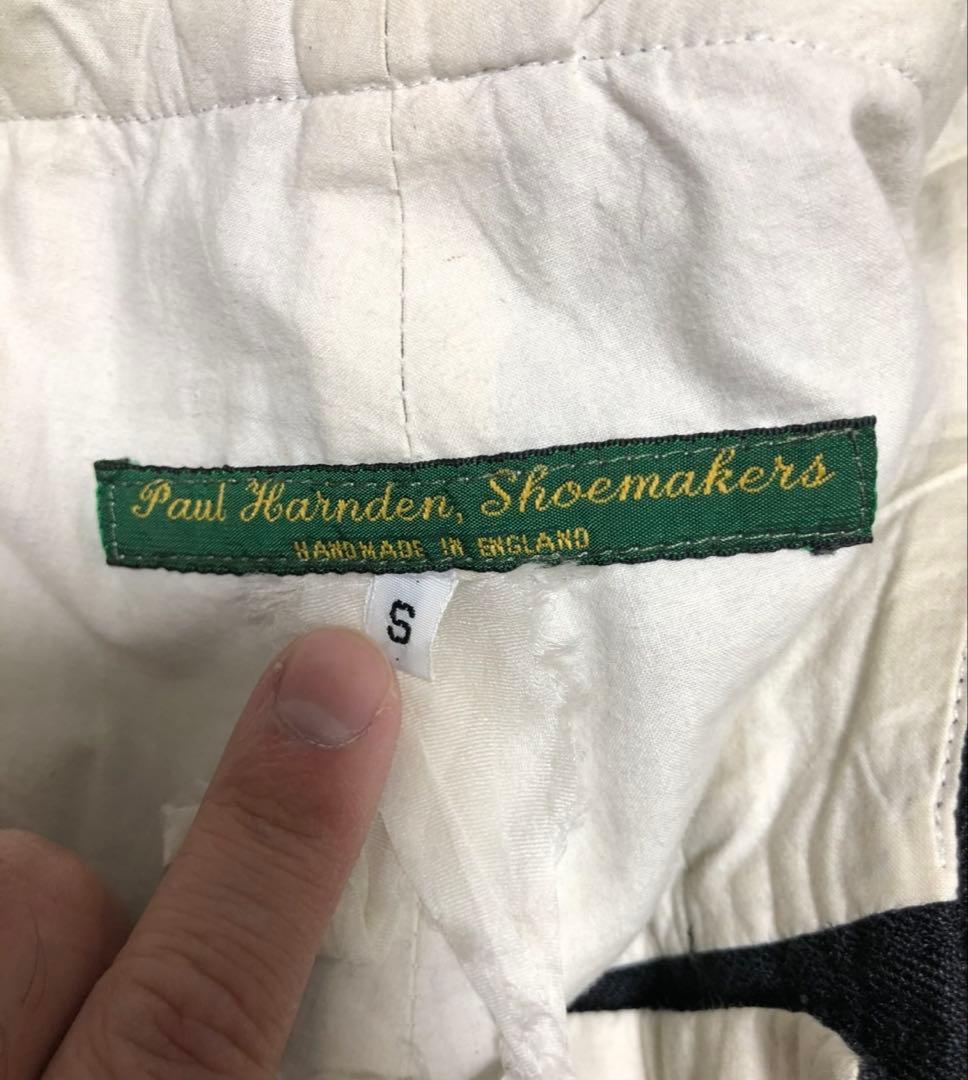 Paul Harnden, Shoemakers
HANDMADE IN ENGLAND
S